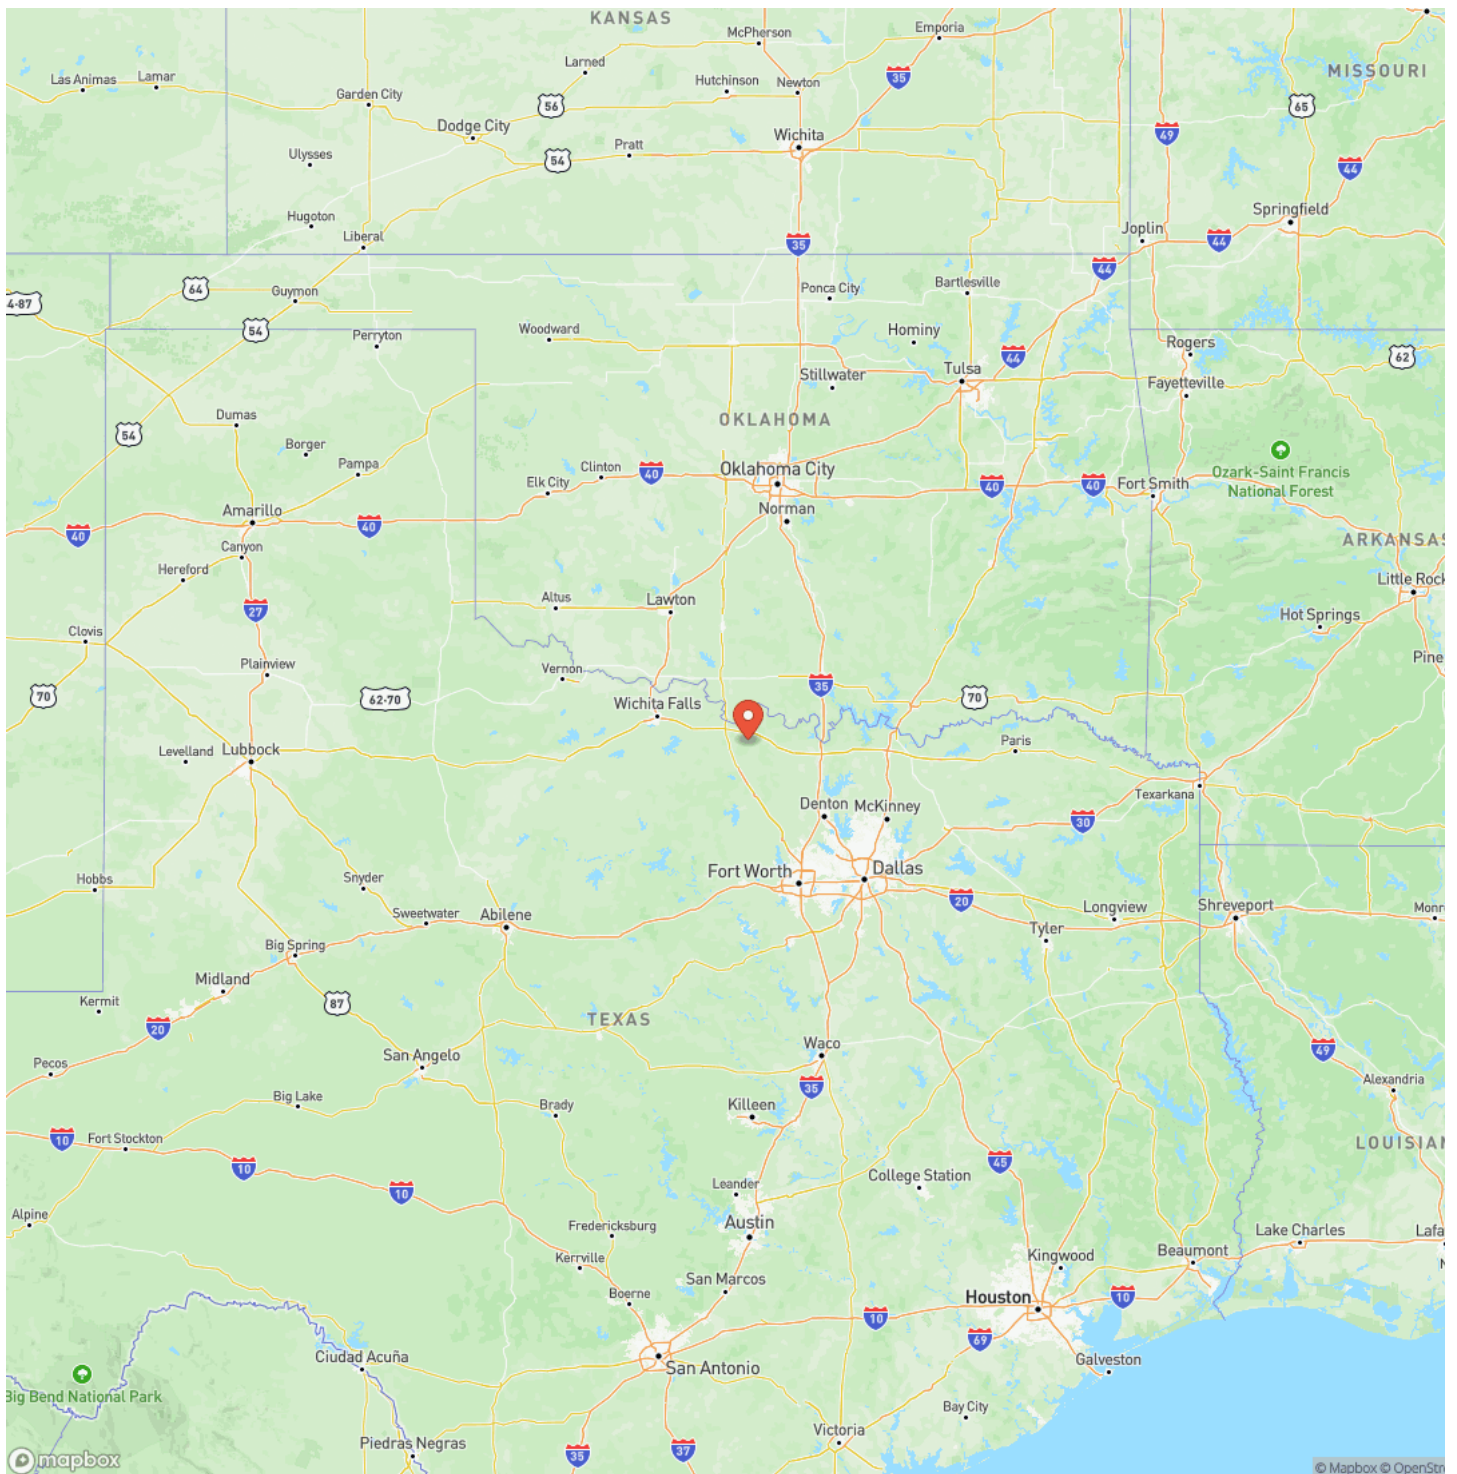 KANSAS
McPherson
Emporia
Larned
35
MISSOURI
Las Animas
Lamar
Hutchinson
Newton
Garden City
56
65
Dodge City
Wichita
49
Pratt
54
Ulysses
44
Hugoton
Springfield
Liberal
35
Joplin
44
44
64
Guymon
Ponca City
Bartlesville
4-87
54
Perryton
Woodward
Hominy
44
Rogers
62
Stillwater
Tulsa
Fayetteville
Dumas
54
OKLAHOMA
Borger
Pampa
Clinton
40
Oklahoma City
Ozark-Saint Francis
National Forest
Elk City
40
40
Fort Smith
Amarillo
Norman
40
40
Canyon
ARKANSAS
Hereford
Little Rock
27
Altus
Lawton
Hot Springs
Clovis
Plainview
Vernon
Pine
70
62-70
35
70
Wichita Falls
Levelland
Lubbock
Paris
Texarkana
Denton
McKinney
30
Fort Worth
Dallas
Hobbs
Snyder
20
Longview
Shreveport
Monr
Sweetwater
Abilene
Tyler
Big Spring
Midland
Kermit
87
20
TEXAS
Waco
49
Pecos
San Angelo
35
Alexandria
Big Lake
Brady
Killeen
10
Fort Stockton
LOUISIAN
10
45
10
Leander
College Station
Alpine
Fredericksburg
Austin
Lake Charles
Lafa
Kerrville
Kingwood
Beaumont
N
San Marcos
Boerne
Houston
10
10
69
Ciudad Acuña
San Antonio
Galveston
Big Bend National Park
Bay City
Victoria
Piedras Negras
35
37
mapbox
© Mapbox © OpenStre